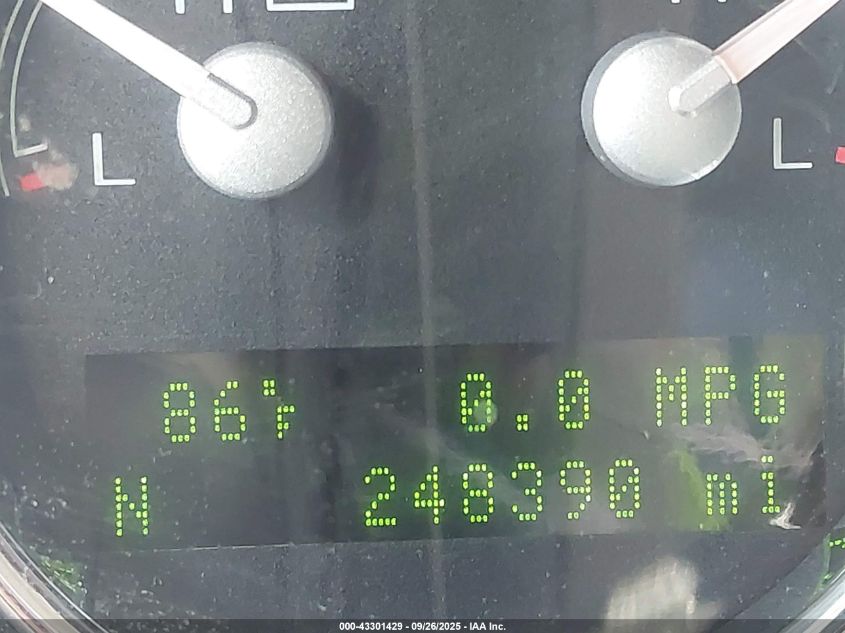 L L
86°F 0.0 MPG
N 248390 mi
000-43301429 - 09/26/2025 - IAA Inc.